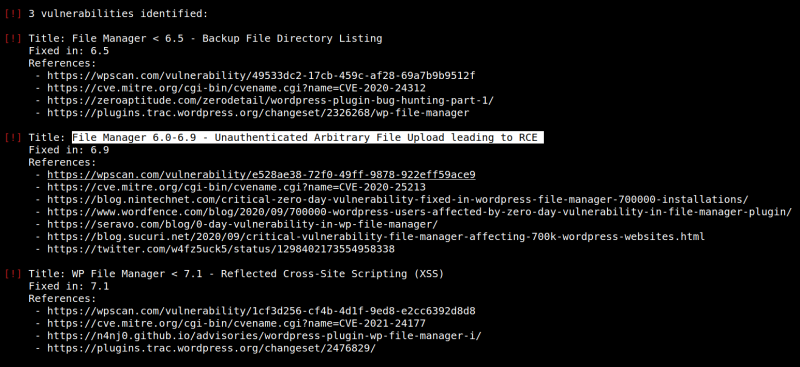 [!] 3 vulnerabilities identified:
[!] Title: File Manager < 6.5 - Backup File Directory Listing
Fixed in: 6.5
References:
- https://wpscan.com/vulnerability/49533dc2-17cb-459c-af28-69a7b9b9512f
- https://cve.mitre.org/cgi-bin/cvename.cgi?name=CVE-2020-24312
- https://zeroaptitude.com/zerodetail/wordpress-plugin-bug-hunting-part-1/
- https://plugins.trac.wordpress.org/changeset/2326268/wp-file-manager
[!] Title: File Manager 6.0-6.9 - Unauthenticated Arbitrary File Upload leading to RCE
Fixed in: 6.9
References:
- https://wpscan.com/vulnerability/e528ae38-72f0-49ff-9878-922eff59ace9
- https://cve.mitre.org/cgi-bin/cvename.cgi?name=CVE-2020-25213
- https://blog.nintechnet.com/critical-zero-day-vulnerability-fixed-in-wordpress-file-manager-700000-installations/
- https://www.wordfence.com/blog/2020/09/700000-wordpress-users-affected-by-zero-day-vulnerability-in-file-manager-plugin/
- https://seravo.com/blog/0-day-vulnerability-in-wp-file-manager/
- https://blog.sucuri.net/2020/09/critical-vulnerability-file-manager-affecting-700k-wordpress-websites.html
- https://twitter.com/w4fz5uck5/status/1298402173554958338
[!] Title: WP File Manager < 7.1 - Reflected Cross-Site Scripting (XSS)
Fixed in: 7.1
References:
- https://wpscan.com/vulnerability/1cf3d256-cf4b-4d1f-9ed8-e2cc6392d8d8
- https://cve.mitre.org/cgi-bin/cvename.cgi?name=CVE-2021-24177
- https://n4nj0.github.io/advisories/wordpress-plugin-wp-file-manager-i/
- https://plugins.trac.wordpress.org/changeset/2476829/